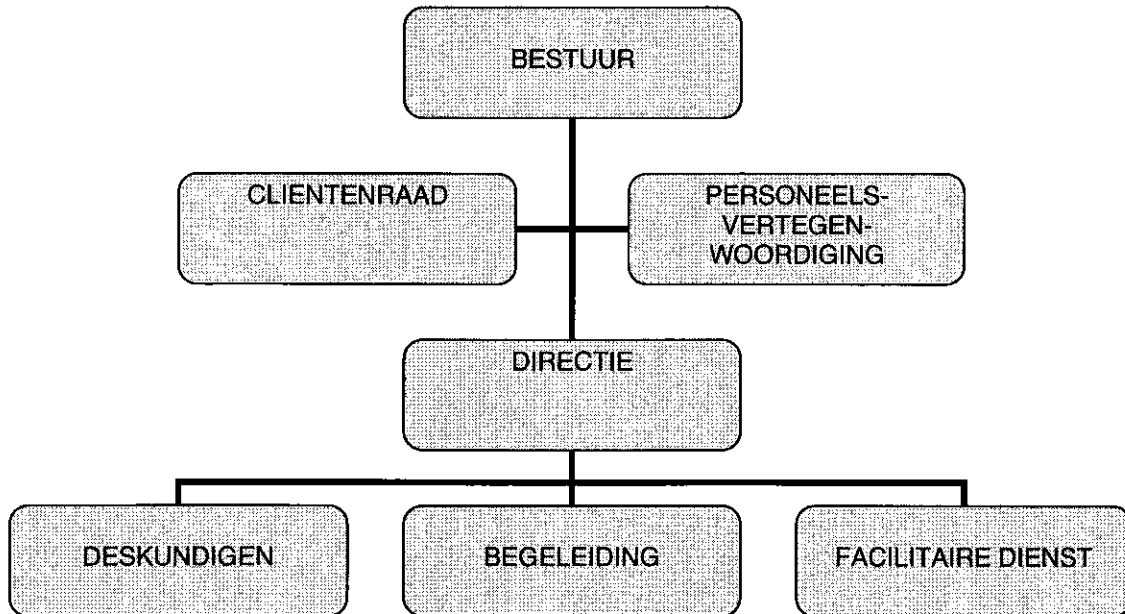 BESTUUR
CLIENTENRAAD
PERSONEELS-
VERTEGEN-
WOORDIGING
DIRECTIE
DESKUNDIGEN
BEGELEIDING
FACILITAIRE DIENST